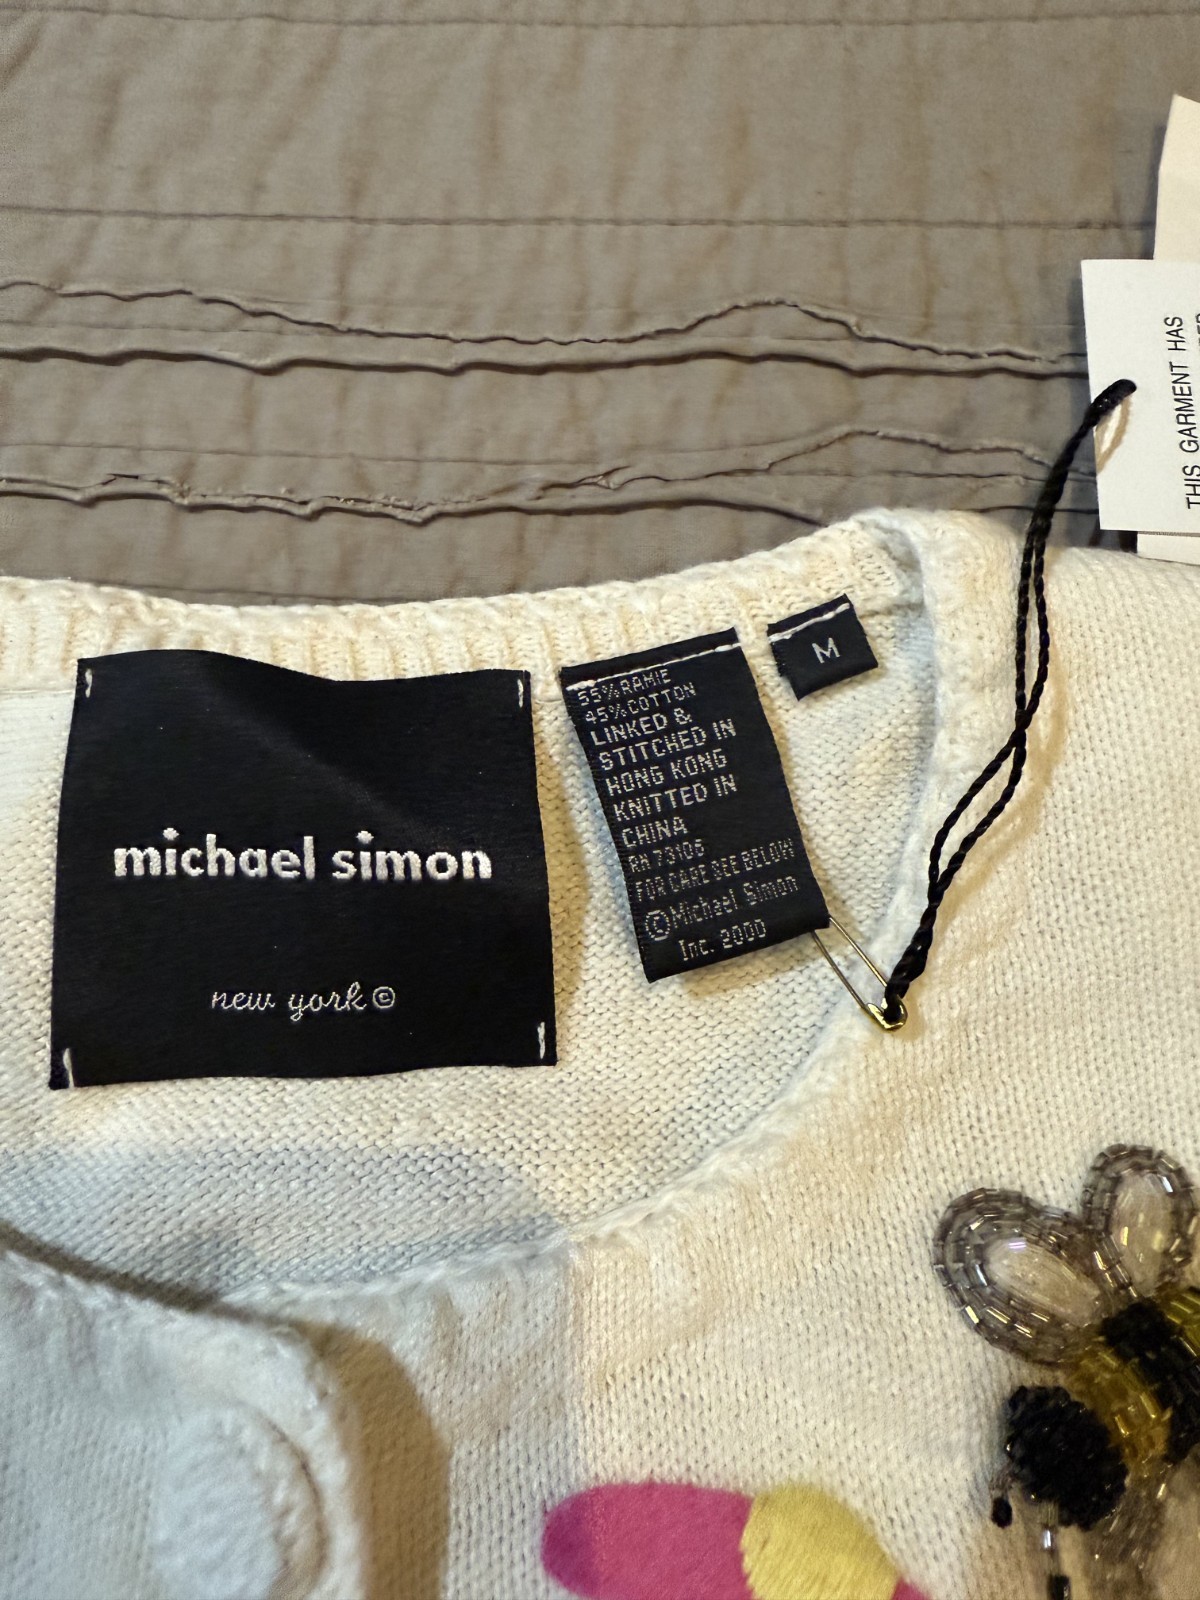 michael simon
new york ©
55% RAMIE
45% COTTON
LINKED &
STITCHED IN
HONG KONG
KNITTED IN
CHINA
RN 73106
FOR CARE SEE BELOW
©Michael Simon
Inc. 2000
M
THIS GARMENT HAS